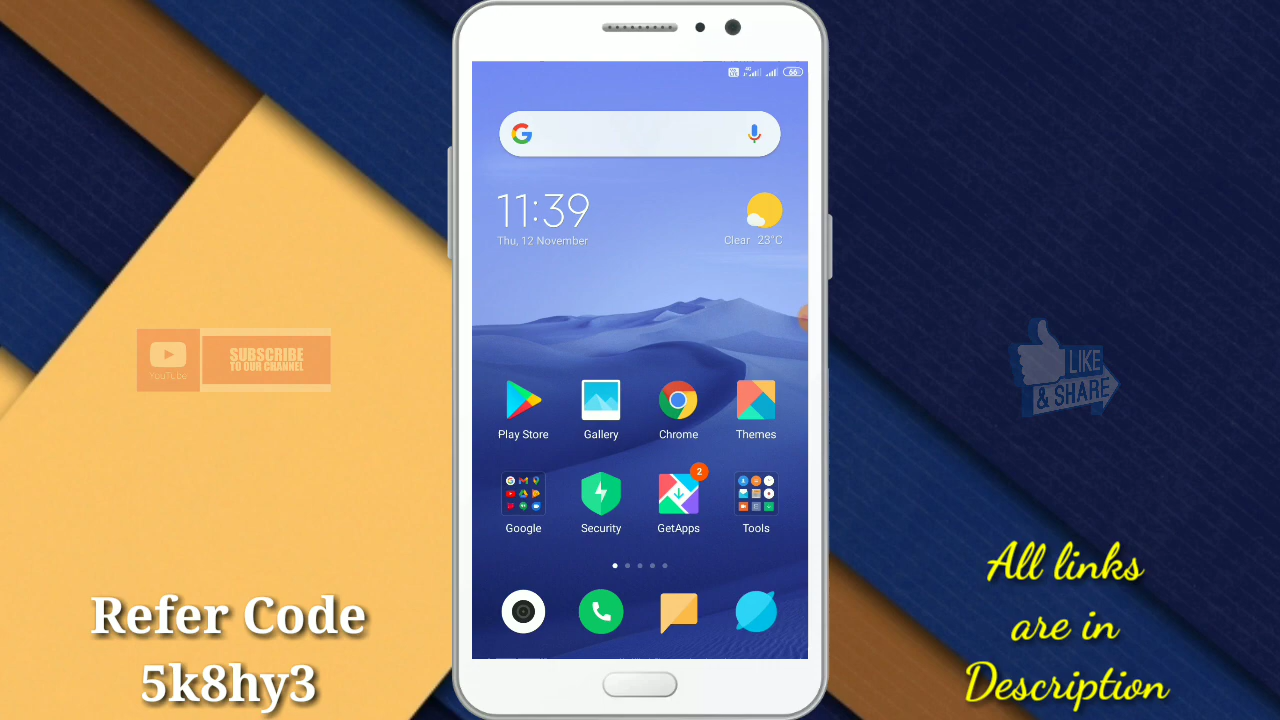 11:39
Thu, 12 November
Clear 23°C
Play Store
Gallery
Chrome
Themes
2
Google
Security
GetApps
Tools
YouTube
SUBSCRIBE
TO OUR CHANNEL
LIKE
& SHARE
Refer Code
5k8hy3
All links
are in
Description